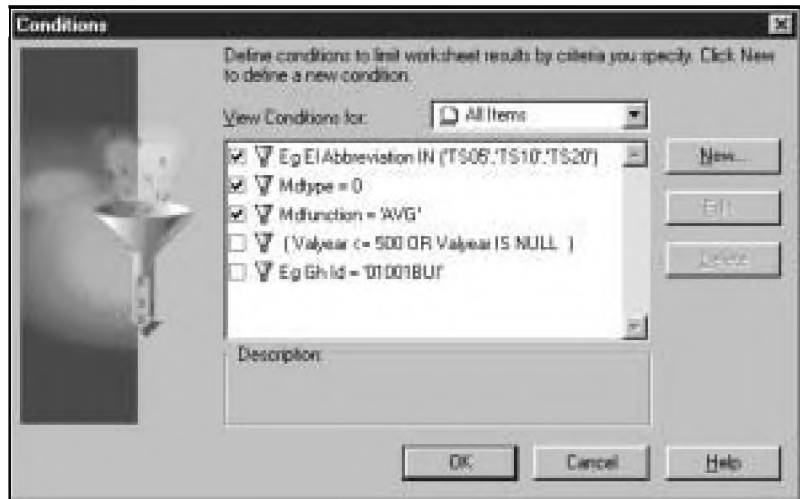 Conditions
Define conditions to limit worksheet results by criteria you specify. Click New
to define a new condition.
View Conditions for:
All Items
Eg El Abbreviation IN ('TS05','TS10','TS20')
Mdtype = 0
Mdfunction = 'AVG'
( Valyear <= 500 OR Valyear IS NULL )
Eg Gh Id = '01001BUI'
New...
Edit...
Delete
Description:
OK
Cancel
Help